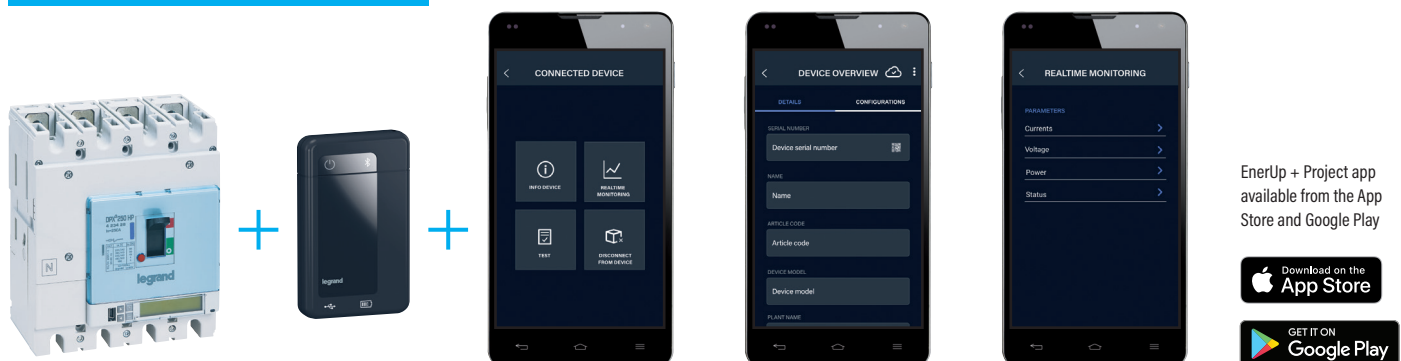 DPX³ 250 HP
N
legrand
legrand
CONNECTED DEVICE
INFO DEVICE
REALTIME
MONITORING
TEST
DISCONNECT
FROM DEVICE
DEVICE OVERVIEW
DETAILS
CONFIGURATIONS
SERIAL NUMBER
Device serial number
NAME
Name
ARTICLE CODE
Article code
DEVICE MODEL
Device model
PLANT NAME
REALTIME MONITORING
PARAMETERS
Currents
Voltage
Power
Status
EnerUp + Project app
available from the App
Store and Google Play
Download on the
App Store
GET IT ON
Google Play